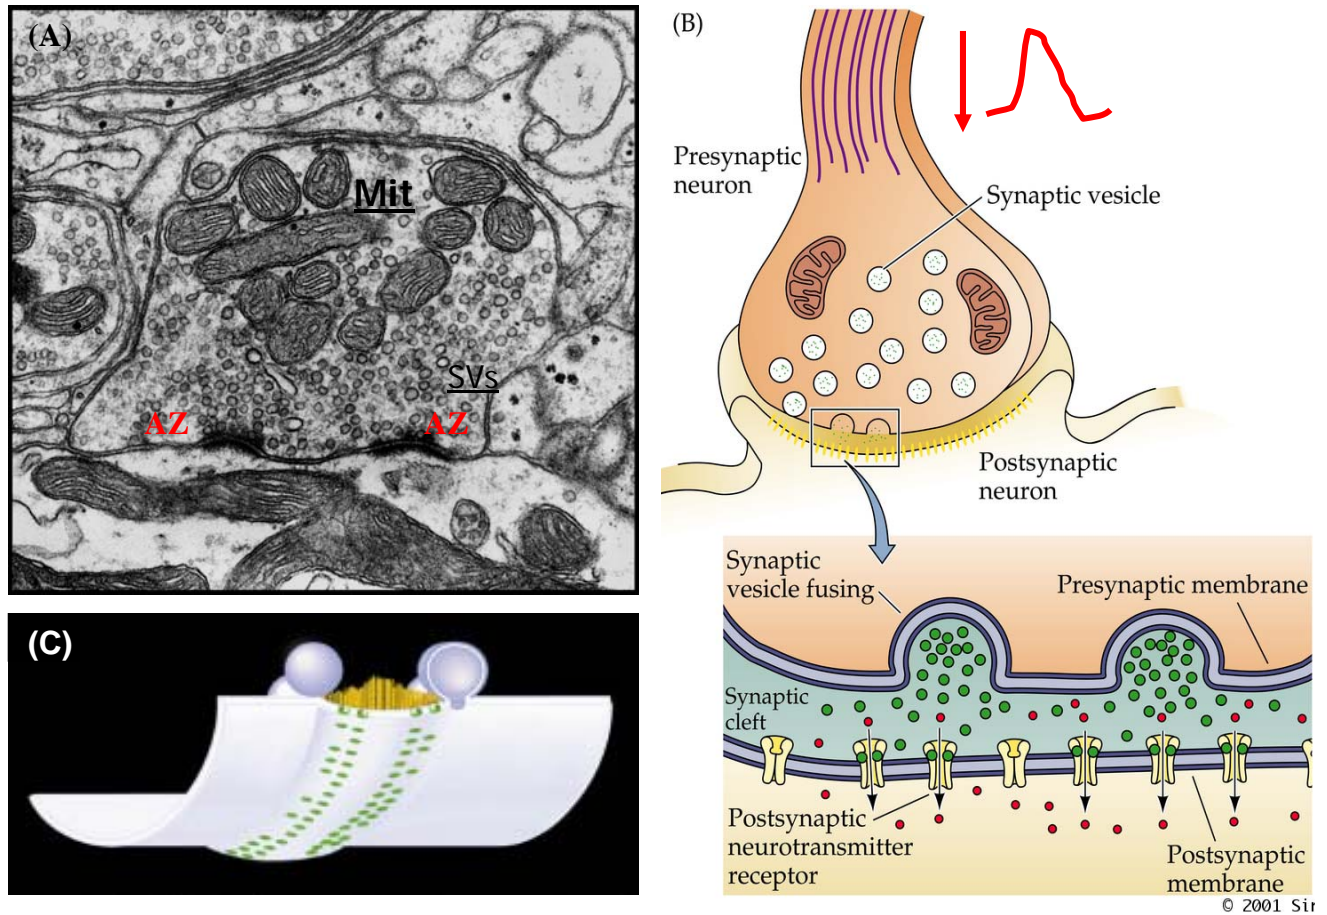 (A)
Mit
SVs
AZ
AZ
(B)
Presynaptic
neuron
Synaptic vesicle
Postsynaptic
neuron
Synaptic
vesicle fusing
Presynaptic membrane
Synaptic
cleft
Postsynaptic
neurotransmitter
receptor
Postsynaptic
membrane
© 2001 Sin
(C)